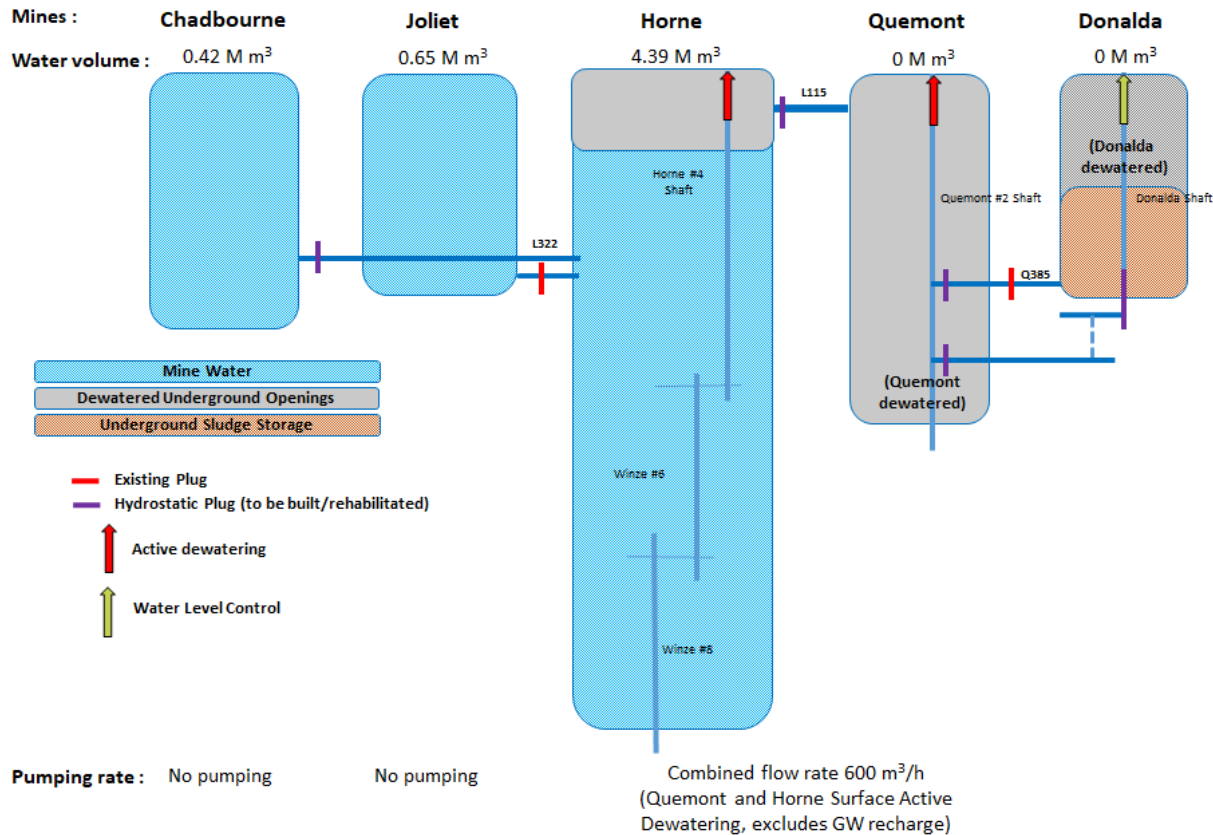 Mines : Chadbourne Joliet Horne Quemont Donalda
Water volume : 0.42 M m³ 0.65 M m³ 4.39 M m³ 0 M m³ 0 M m³
L115
(Donalda
dewatered)
Horne #4
Shaft
Quemont #2 Shaft
Donalda Shaft
L322
Q385
Mine Water
Dewatered Underground Openings
Underground Sludge Storage
(Quemont
dewatered)
Winze #6
Existing Plug
Hydrostatic Plug (to be built/rehabilitated)
Active dewatering
Water Level Control
Winze #8
Pumping rate : No pumping No pumping
Combined flow rate 600 m³/h
(Quemont and Horne Surface Active
Dewatering, excludes GW recharge)